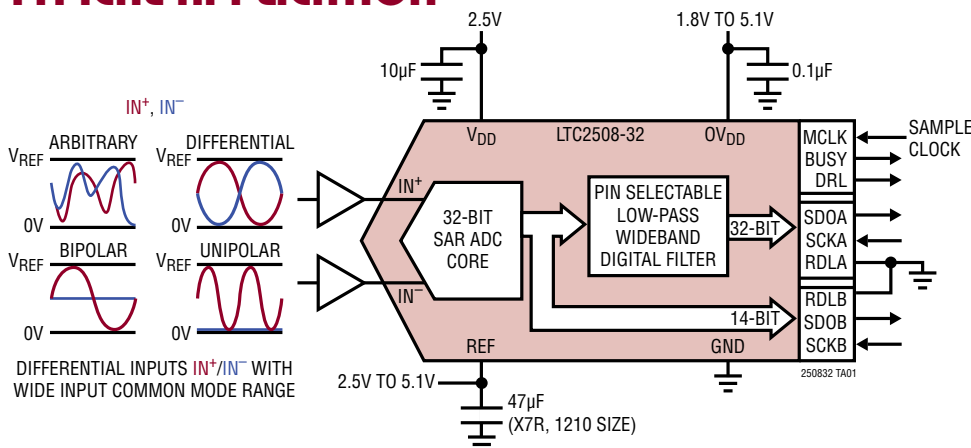 2.5V
1.8V TO 5.1V
10µF
0.1µF
IN+, IN−
ARBITRARY
DIFFERENTIAL
VREF
0V
VREF
0V
BIPOLAR
UNIPOLAR
VREF
0V
VREF
0V
DIFFERENTIAL INPUTS IN+/IN− WITH
WIDE INPUT COMMON MODE RANGE
VDD
LTC2508-32
OVDD
IN+
IN−
32-BIT
SAR ADC
CORE
PIN SELECTABLE
LOW-PASS
WIDEBAND
DIGITAL FILTER
32-BIT
14-BIT
REF
GND
MCLK
BUSY
DRL
SDOA
SCKA
RDLA
RDLB
SDOB
SCKB
SAMPLE
CLOCK
2.5V TO 5.1V
47µF
(X7R, 1210 SIZE)
250832 TA01